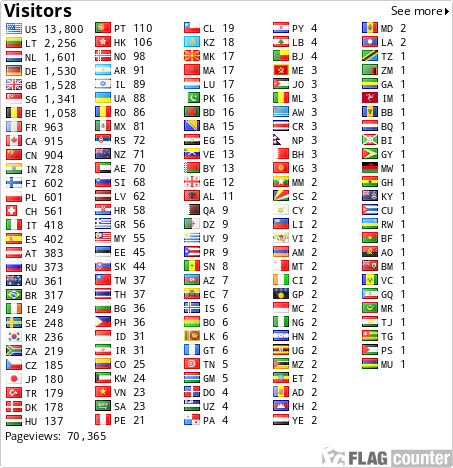 Visitors
See more
US 13,800
LT 2,256
NL 1,601
DE 1,530
GB 1,528
SG 1,341
BE 1,058
FR 963
CA 915
CN 904
IN 728
FI 602
PL 601
CH 561
IT 418
ES 402
AT 383
RU 373
AU 361
BR 317
IE 249
SE 248
KR 236
ZA 219
CZ 185
JP 180
TR 179
DK 178
HU 137
PT 110
HK 106
NO 98
AR 91
IL 89
UA 88
RO 86
MX 81
RS 72
NZ 71
AE 70
SI 68
LV 62
HR 58
GR 56
MY 55
EE 45
SK 44
TW 37
TH 37
BG 36
PH 36
ID 31
IR 31
CO 25
KW 24
VN 23
SA 23
PE 21
CL 19
KZ 18
MK 17
MA 17
LU 17
PK 16
BD 16
BA 15
EG 15
VE 13
BY 13
GE 12
AL 11
QA 9
DZ 9
UY 9
PR 9
SN 8
AZ 7
EC 7
IS 6
BO 6
LK 6
GT 6
TN 5
GM 5
DO 4
UZ 4
PA 4
PY 4
LB 4
BJ 4
ME 3
JO 3
ML 3
AW 3
CR 3
NP 3
BH 3
KG 3
MM 2
SC 2
CY 2
LI 2
VI 2
AM 2
MT 2
CI 2
GP 2
MC 2
NG 2
HN 2
UG 2
MZ 2
ET 2
AD 2
KH 2
YE 2
MD 2
LA 2
TZ 1
ZM 1
GA 1
IM 1
BB 1
BQ 1
BI 1
GY 1
MW 1
GH 1
KY 1
CU 1
RW 1
BF 1
AO 1
BM 1
VC 1
GQ 1
MR 1
TJ 1
TG 1
PS 1
MU 1
Pageviews: 70,365
FLAG counter